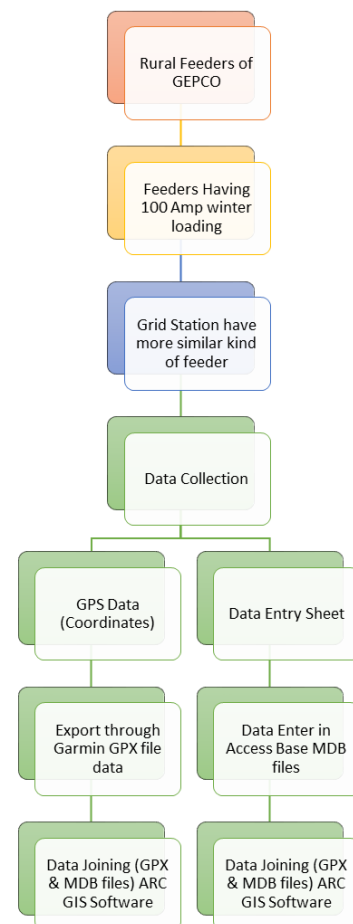 Rural Feeders of
GEPCO
Feeders Having
100 Amp winter
loading
Grid Station have
more similar kind
of feeder
Data Collection
GPS Data
(Coordinates)
Data Entry Sheet
Export through
Garmin GPX file
data
Data Enter in
Access Base MDB
files
Data Joining (GPX
& MDB files) ARC
GIS Software
Data Joining (GPX
& MDB files) ARC
GIS Software